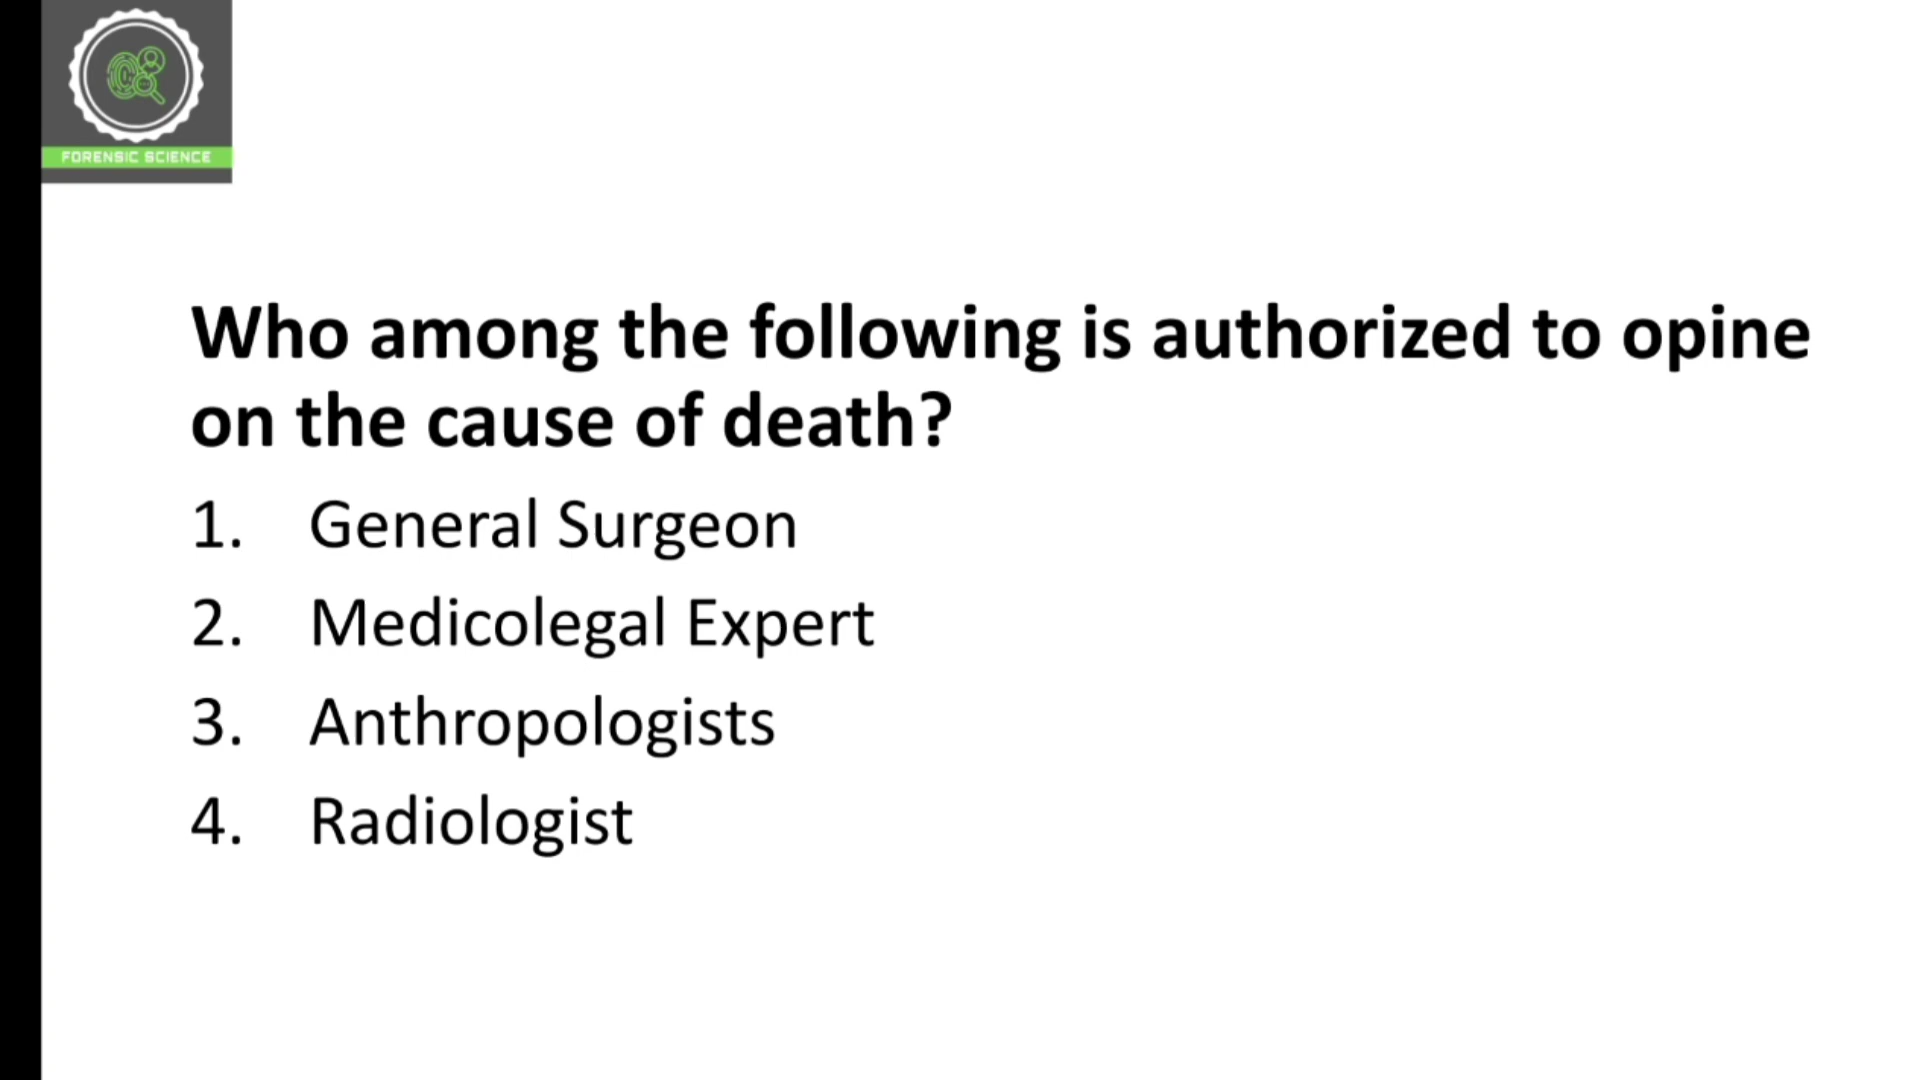 FORENSIC SCIENCE
Who among the following is authorized to opine
on the cause of death?
1. General Surgeon
2. Medicolegal Expert
3. Anthropologists
4. Radiologist